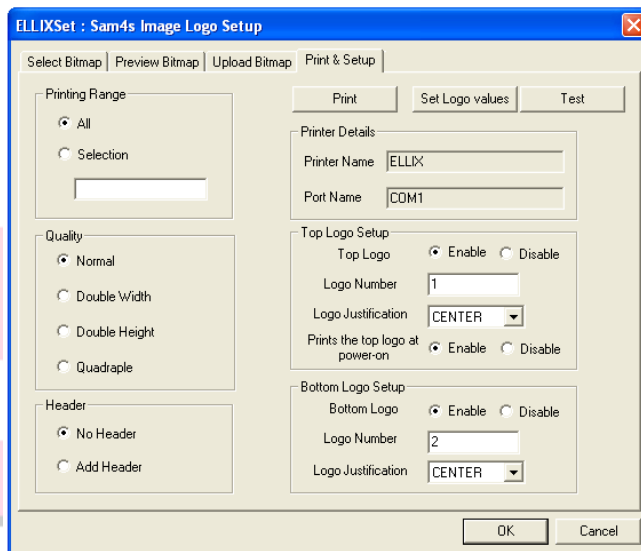 ELLIXSet : Sam4s Image Logo Setup
Select Bitmap Preview Bitmap Upload Bitmap Print & Setup
Printing Range
All
Selection
Quality
Normal
Double Width
Double Height
Quadraple
Header
No Header
Add Header
Print Set Logo values Test
Printer Details
Printer Name ELLIX
Port Name COM1
Top Logo Setup
Top Logo Enable Disable
Logo Number 1
Logo Justification CENTER
Prints the top logo at
power-on Enable Disable
Bottom Logo Setup
Bottom Logo Enable Disable
Logo Number 2
Logo Justification CENTER
OK Cancel